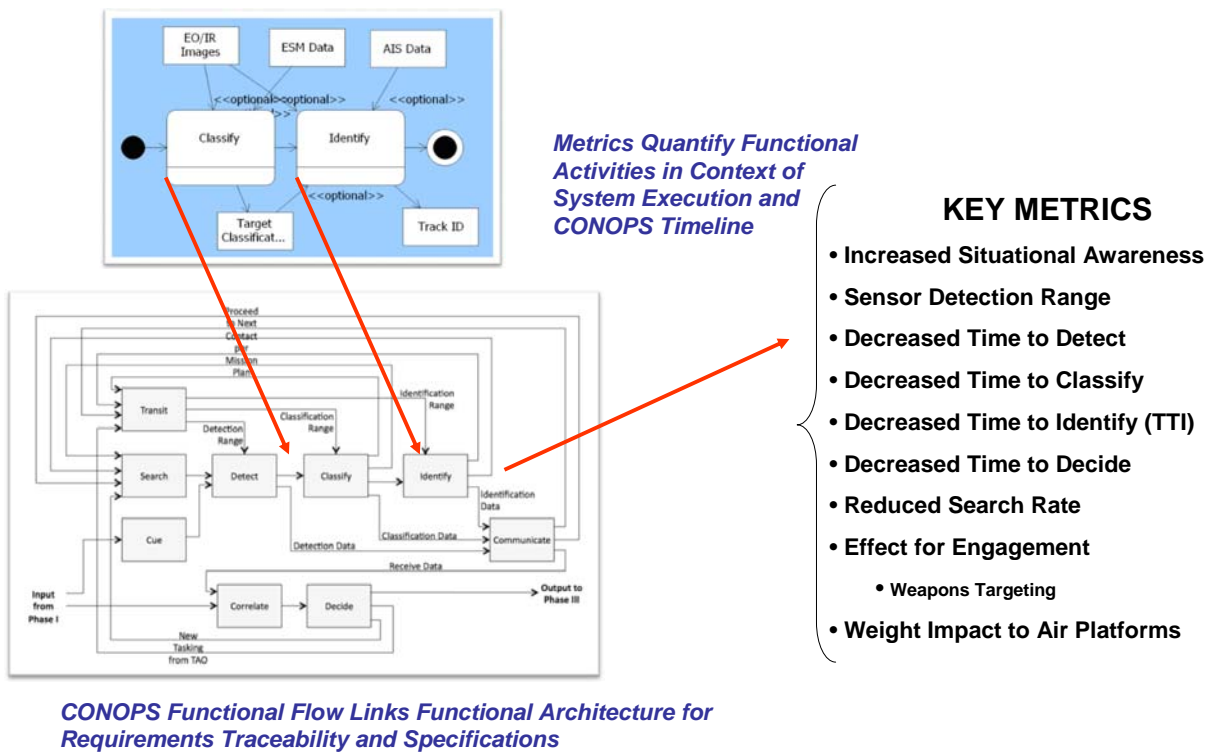 EO/IR
Images
ESM Data
AIS Data
<<optional>>
<<optional>>
<<optional>>
Classify
Identify
<<optional>>
Target
Classificat...
Track ID
Metrics Quantify Functional
Activities in Context of
System Execution and
CONOPS Timeline
KEY METRICS
• Increased Situational Awareness
• Sensor Detection Range
• Decreased Time to Detect
• Decreased Time to Classify
• Decreased Time to Identify (TTI)
• Decreased Time to Decide
• Reduced Search Rate
• Effect for Engagement
• Weapons Targeting
• Weight Impact to Air Platforms
Proceed
to Next
Contact
per
Mission
Plan
Transit
Identification
Range
Classification
Range
Detection
Range
Search
Detect
Classify
Identify
Identification
Data
Cue
Detection Data
Classification Data
Communicate
Receive Data
Input
from
Phase I
Correlate
Decide
Output to
Phase III
New
Tasking
from TAO
CONOPS Functional Flow Links Functional Architecture for
Requirements Traceability and Specifications